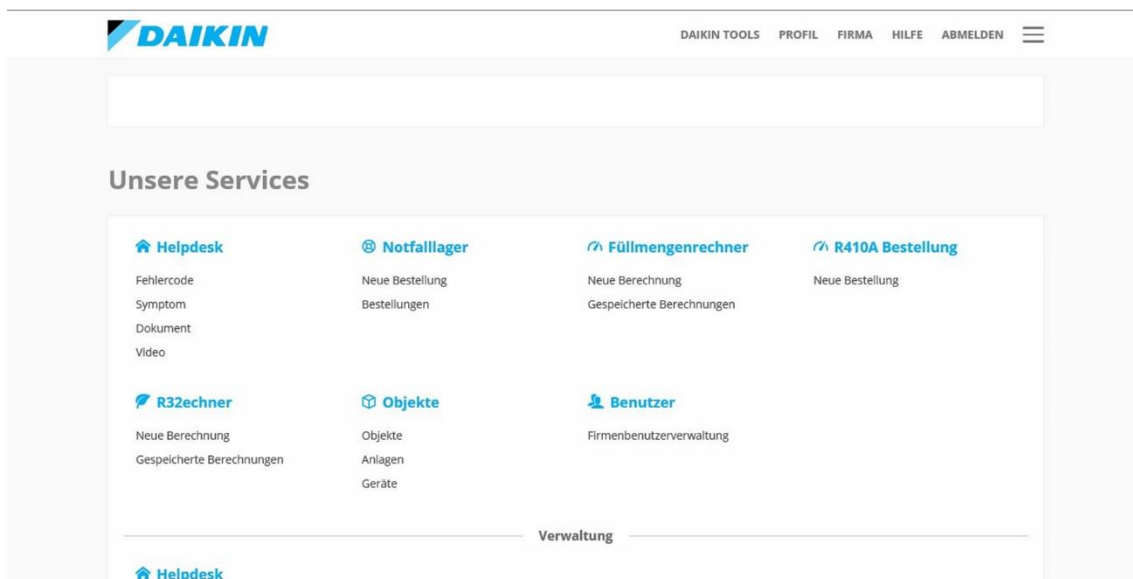 DAIKIN
DAIKIN TOOLS PROFIL FIRMA HILFE ABMELDEN
Unsere Services
Helpdesk
Fehlercode
Symptom
Dokument
Video
Notfalllager
Neue Bestellung
Bestellungen
Füllmengenrechner
Neue Berechnung
Gespeicherte Berechnungen
R410A Bestellung
Neue Bestellung
R32echner
Neue Berechnung
Gespeicherte Berechnungen
Objekte
Objekte
Anlagen
Geräte
Benutzer
Firmenbenutzerverwaltung
Verwaltung
Helpdesk